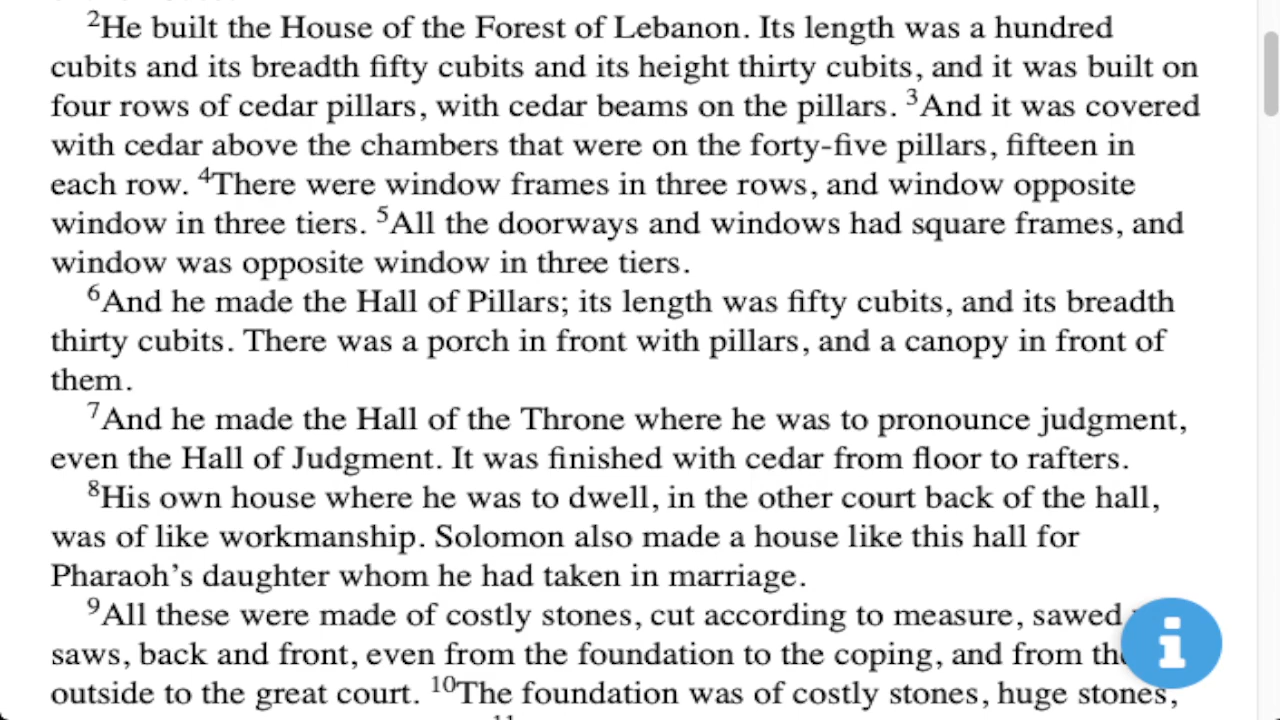 ²He built the House of the Forest of Lebanon. Its length was a hundred
cubits and its breadth fifty cubits and its height thirty cubits, and it was built on
four rows of cedar pillars, with cedar beams on the pillars. ³And it was covered
with cedar above the chambers that were on the forty-five pillars, fifteen in
each row. ⁴There were window frames in three rows, and window opposite
window in three tiers. ⁵All the doorways and windows had square frames, and
window was opposite window in three tiers.
⁶And he made the Hall of Pillars; its length was fifty cubits, and its breadth
thirty cubits. There was a porch in front with pillars, and a canopy in front of
them.
⁷And he made the Hall of the Throne where he was to pronounce judgment,
even the Hall of Judgment. It was finished with cedar from floor to rafters.
⁸His own house where he was to dwell, in the other court back of the hall,
was of like workmanship. Solomon also made a house like this hall for
Pharaoh’s daughter whom he had taken in marriage.
⁹All these were made of costly stones, cut according to measure, sawed
saws, back and front, even from the foundation to the coping, and from
outside to the great court. ¹⁰The foundation was of costly stones, huge stones,